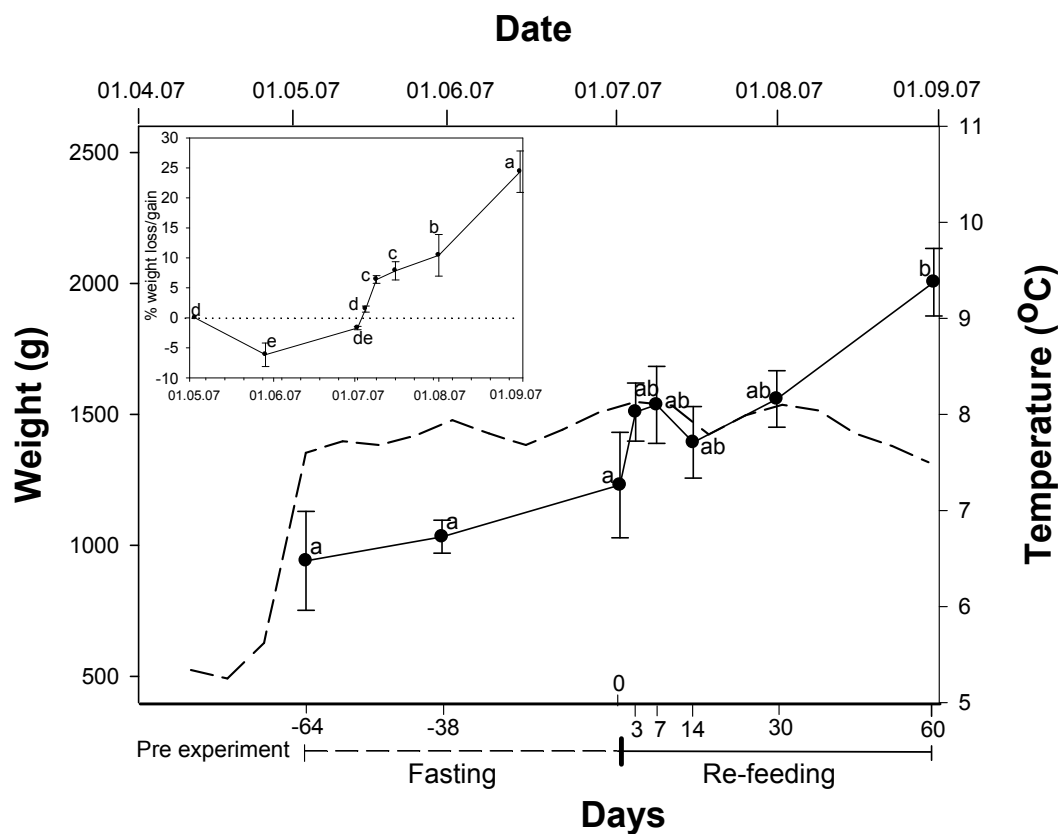 Date
01.04.07 01.05.07 01.06.07 01.07.07 01.08.07 01.09.07
Weight (g)
2500
2000
1500
1000
500
Temperature (ºC)
11
10
9
8
7
6
5
% weight loss/gain
30
25
20
15
10
5
0
-5
-10
01.05.07 01.06.07 01.07.07 01.08.07 01.09.07
d e de d c c b a
a a a ab ab ab ab b
0
-64 -38 3 7 14 30 60
Pre experiment
Fasting Re-feeding
Days